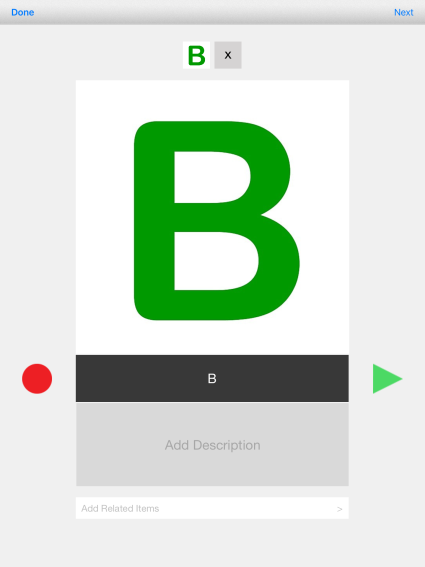 Done Next
B X
B
B
Add Description
Add Related Items >